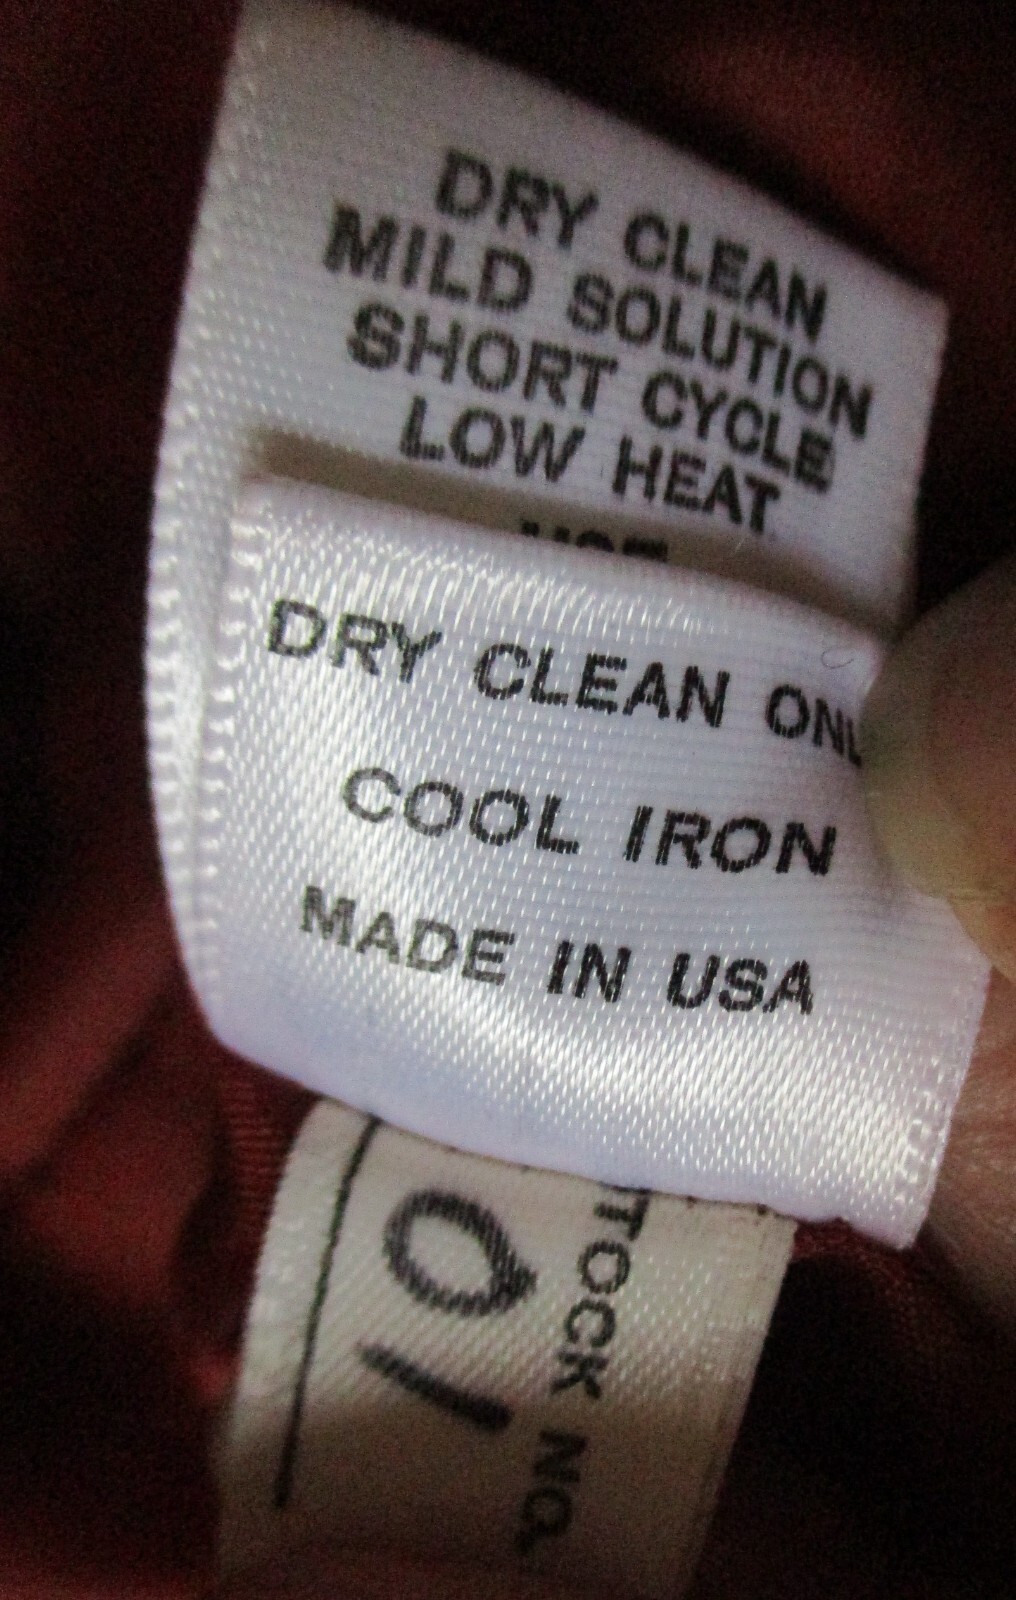 DRY CLEAN
MILD SOLUTION
SHORT CYCLE
LOW HEAT
USE
DRY CLEAN ONL
COOL IRON
MADE IN USA
TOCK NO.
01